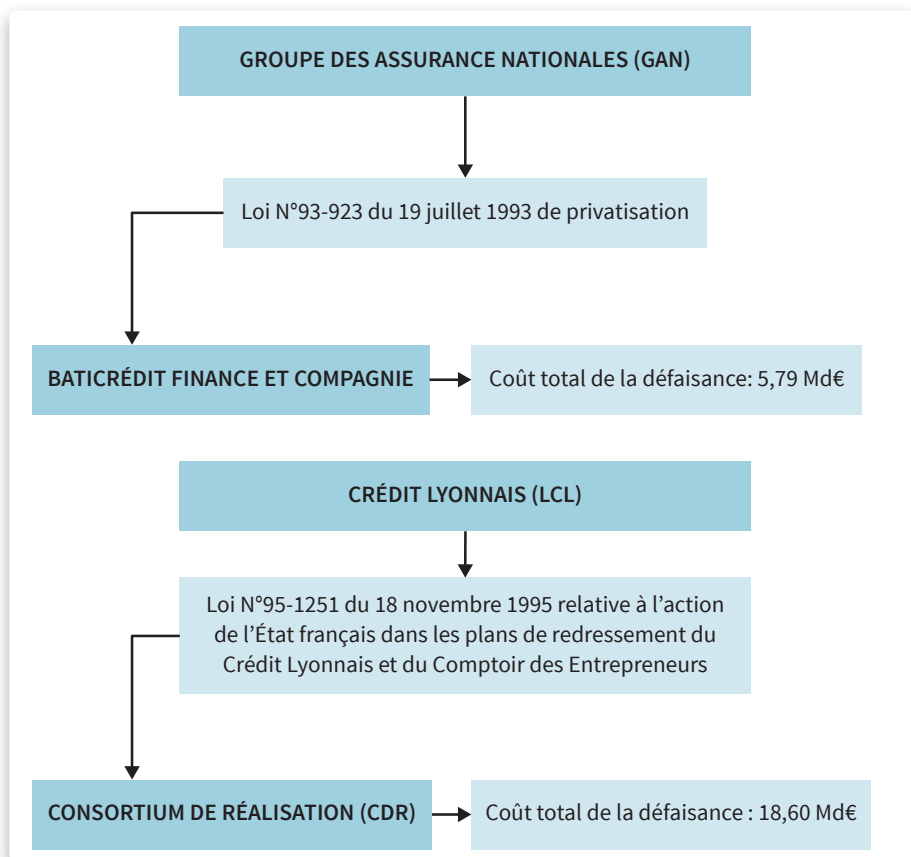 GROUPE DES ASSURANCE NATIONALES (GAN)
Loi N°93-923 du 19 juillet 1993 de privatisation
BATICRÉDIT FINANCE ET COMPAGNIE
Coût total de la défaisance: 5,79 Md€
CRÉDIT LYONNAIS (LCL)
Loi N°95-1251 du 18 novembre 1995 relative à l’action
de l’État français dans les plans de redressement du
Crédit Lyonnais et du Comptoir des Entrepreneurs
CONSORTIUM DE RÉALISATION (CDR)
Coût total de la défaisance : 18,60 Md€